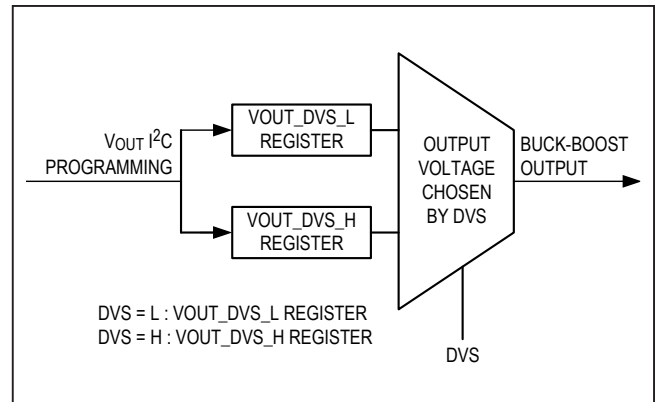 VOUT I²C
PROGRAMMING
VOUT_DVS_L
REGISTER
VOUT_DVS_H
REGISTER
OUTPUT
VOLTAGE
CHOSEN
BY DVS
BUCK-BOOST
OUTPUT
DVS = L : VOUT_DVS_L REGISTER
DVS = H : VOUT_DVS_H REGISTER
DVS